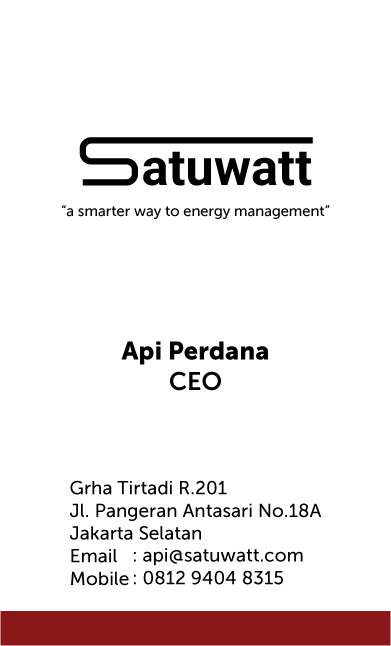 Satuwatt
“a smarter way to energy management”
Api Perdana
CEO
Grha Tirtadi R.201
Jl. Pangeran Antasari No.18A
Jakarta Selatan
Email : api@satuwatt.com
Mobile : 0812 9404 8315